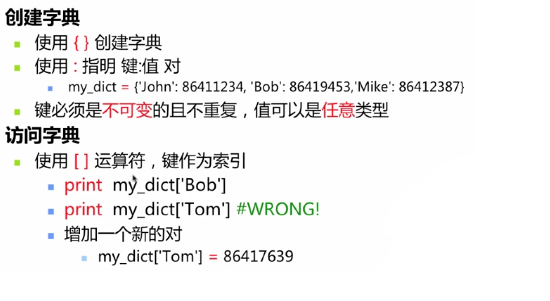 创建字典
使用 { } 创建字典
使用 : 指明 键:值 对
my_dict = {'John': 86411234, 'Bob': 86419453,'Mike': 86412387}
键必须是不可变的且不重复，值可以是任意类型
访问字典
使用 [ ] 运算符，键作为索引
print my_dict['Bob']
print my_dict['Tom'] #WRONG!
增加一个新的对
my_dict['Tom'] = 86417639